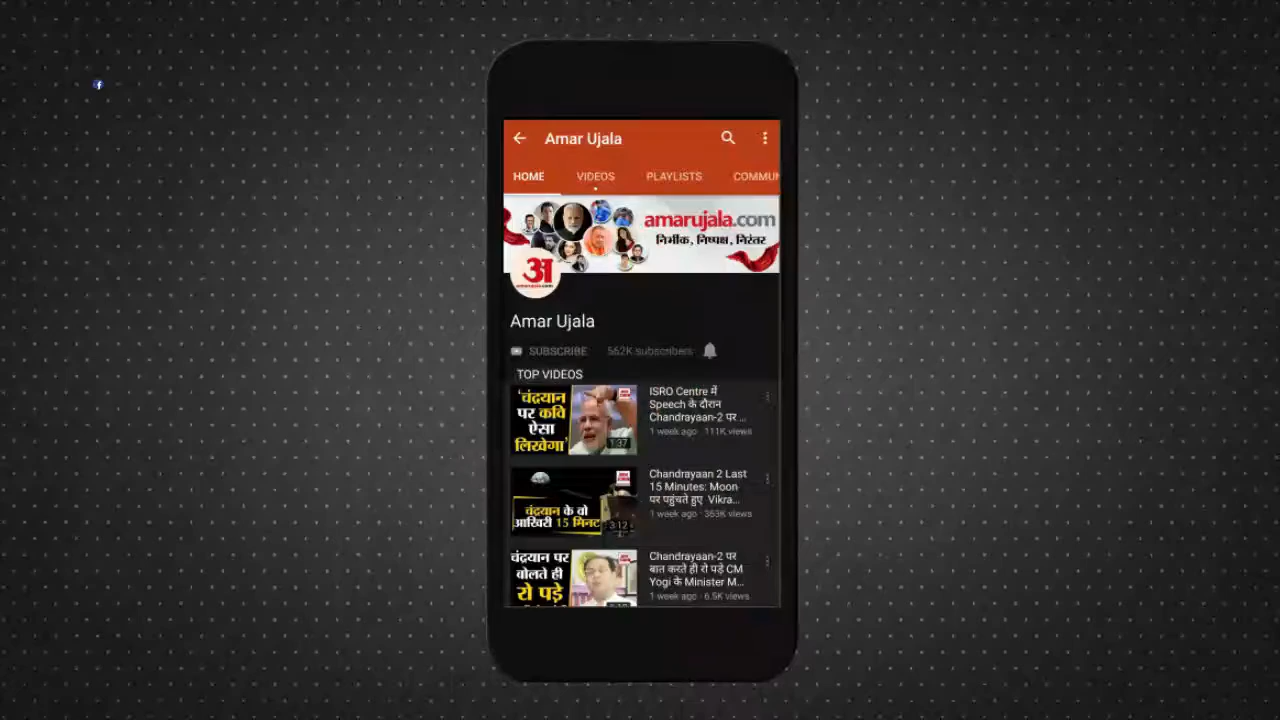 Amar Ujala
HOME VIDEOS PLAYLISTS COMMUN
amarujala.com
निर्भीक, निष्पक्ष, निरंतर
अ
amarujala.com
Amar Ujala
SUBSCRIBE 562K subscribers
TOP VIDEOS
'चंद्रयान
पर कवि
ऐसा
लिखेगा'
1:37
ISRO Centre में
Speech के दौरान
Chandrayaan-2 पर ...
1 week ago · 111K views
चंद्रयान के वो
आखिरी 15 मिनट
3:12
Chandrayaan 2 Last
15 Minutes: Moon
पर पहुंचते हुए Vikra...
1 week ago · 363K views
चंद्रयान पर
बोलते ही
रो पड़े
Chandrayaan-2 पर
बात करते ही रो पड़े CM
Yogi के Minister M...
1 week ago · 6.5K views